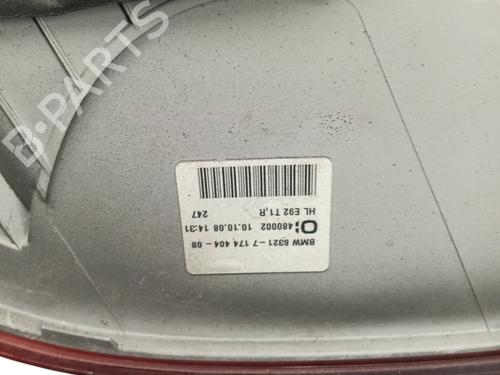 BMW 6321-7 174 404-08
480002 10.10.08 14:31
HL E92 T1,R
247
B-PARTS